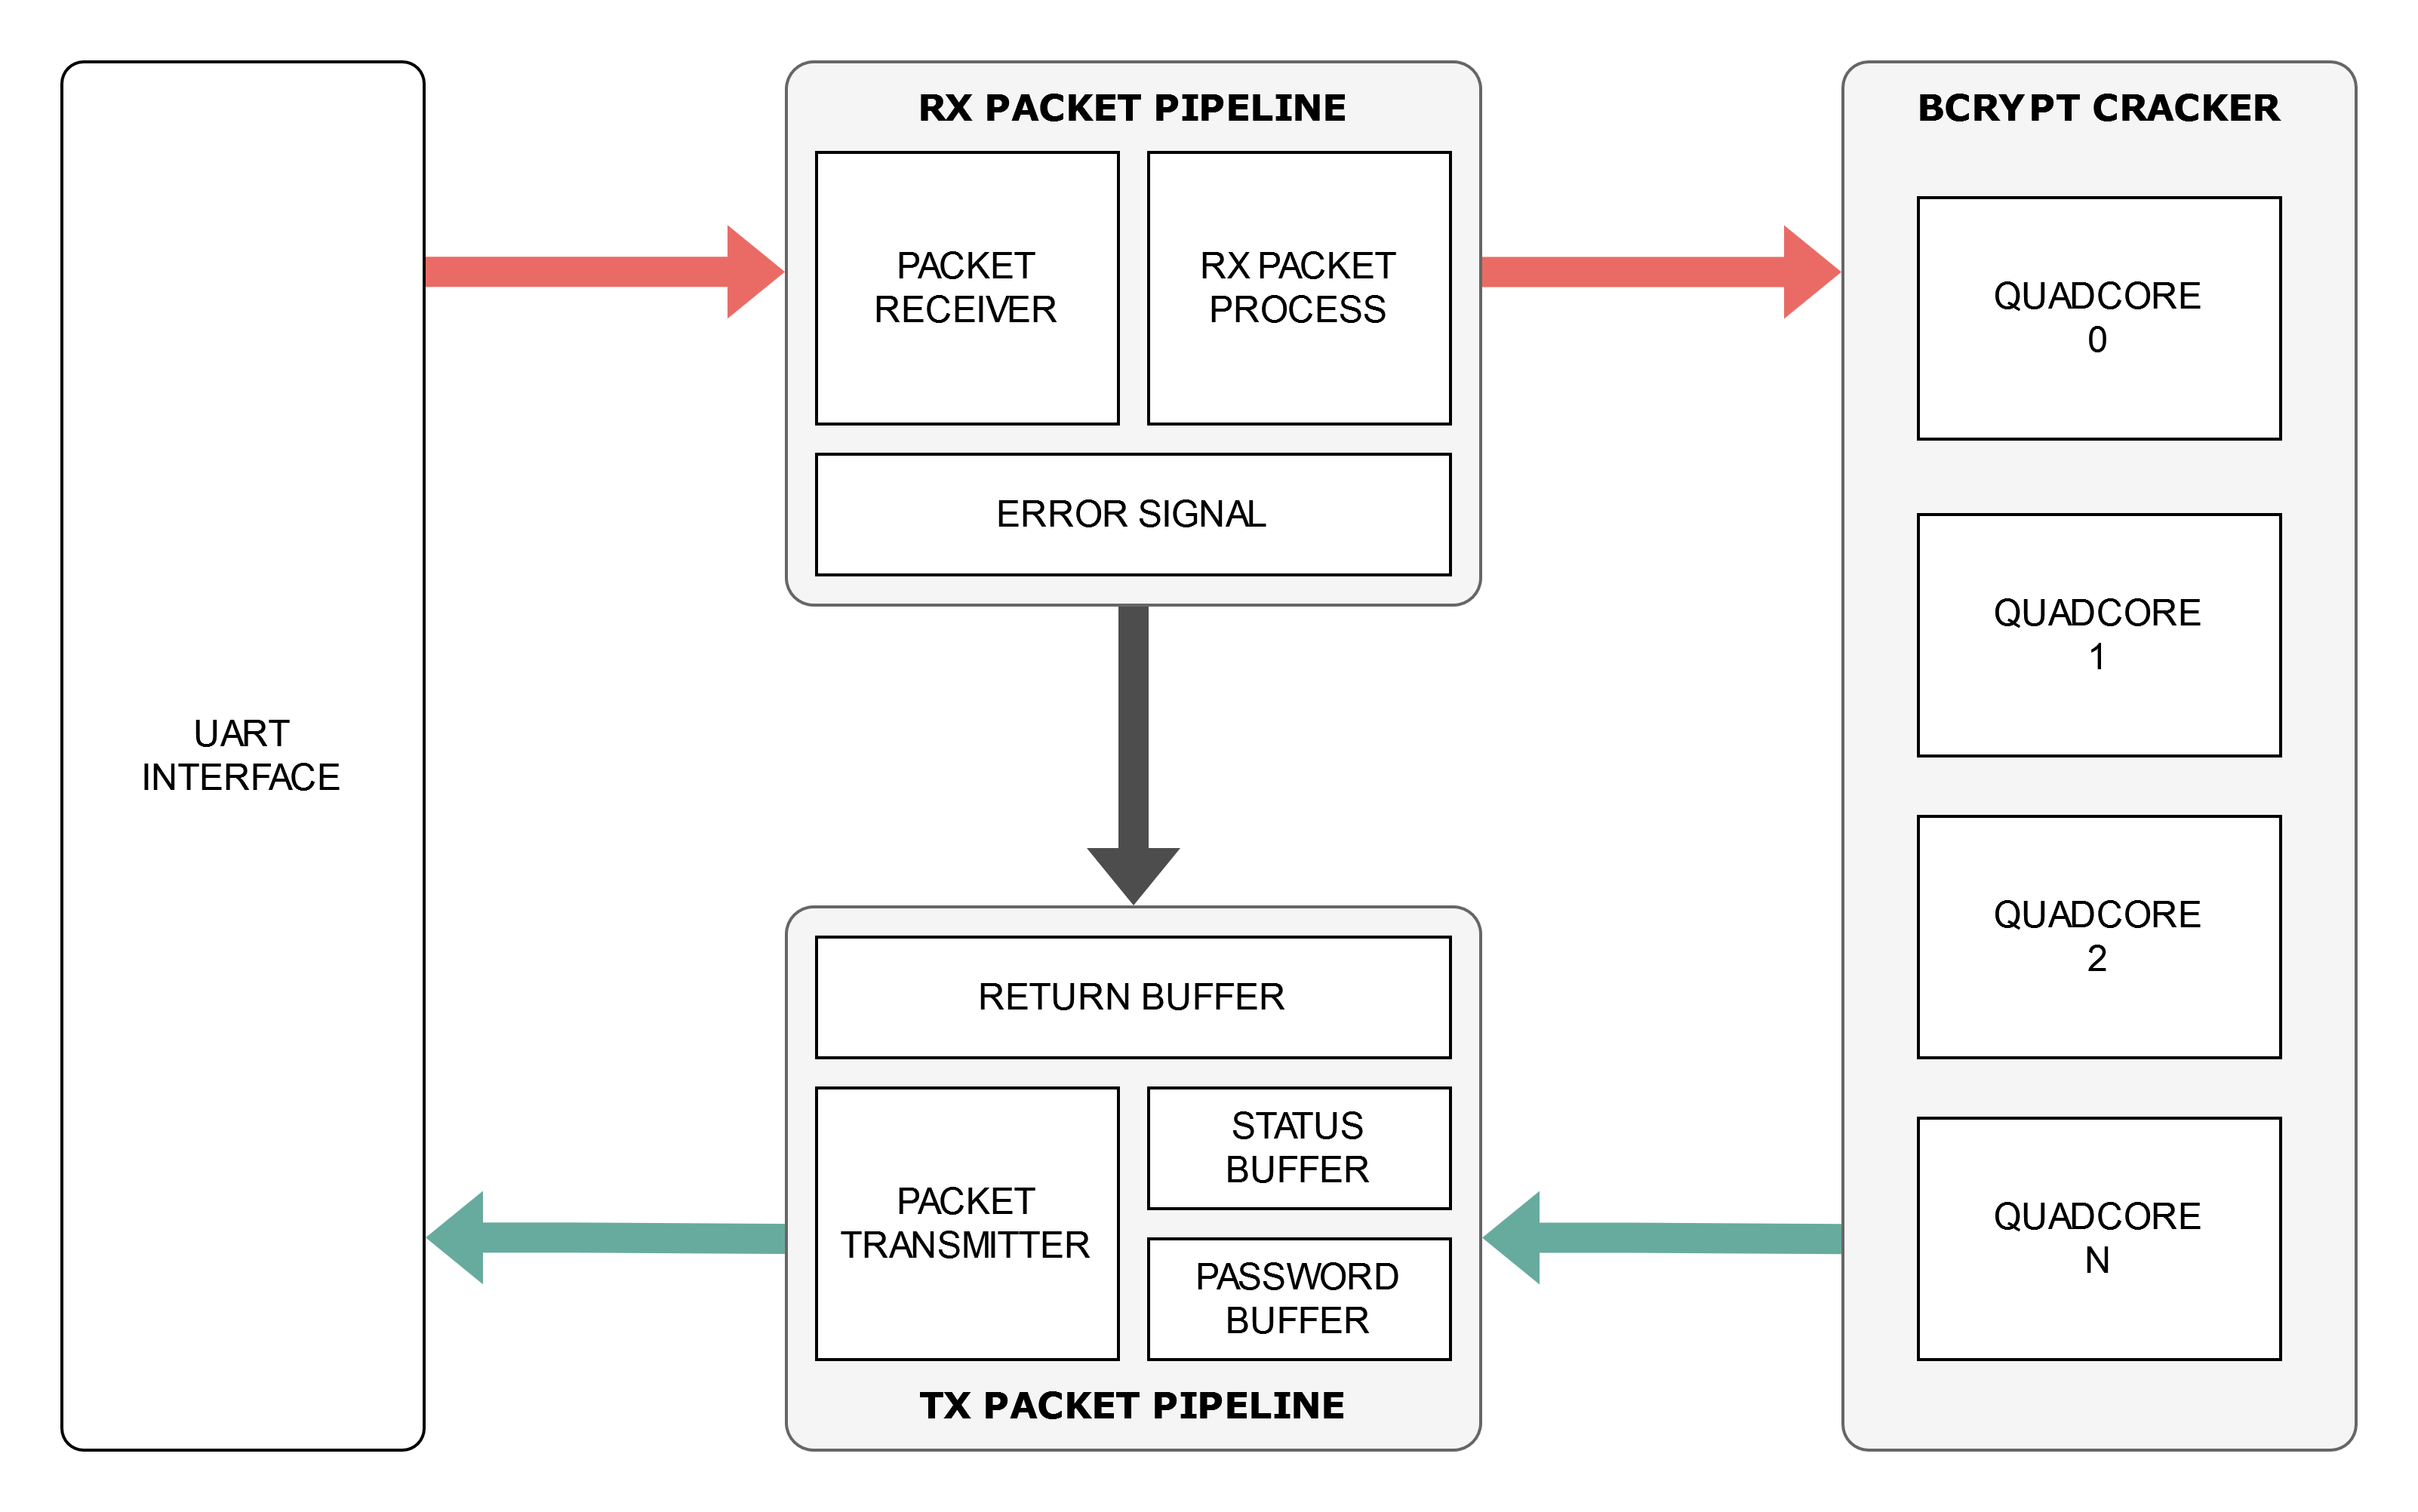 UART
INTERFACE
RX PACKET PIPELINE
PACKET
RECEIVER
RX PACKET
PROCESS
ERROR SIGNAL
RETURN BUFFER
PACKET
TRANSMITTER
STATUS
BUFFER
PASSWORD
BUFFER
TX PACKET PIPELINE
BCRYPT CRACKER
QUADCORE
0
QUADCORE
1
QUADCORE
2
QUADCORE
N